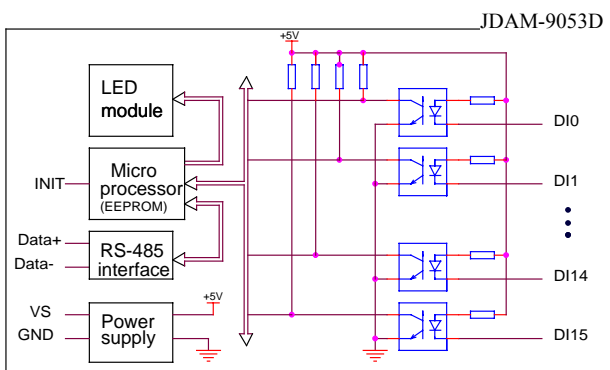 JDAM-9053D
+5V
LED
module
DI0
Micro
processor
(EEPROM)
INIT
DI1
Data+
Data-
RS-485
interface
DI14
+5V
VS
GND
Power
supply
DI15